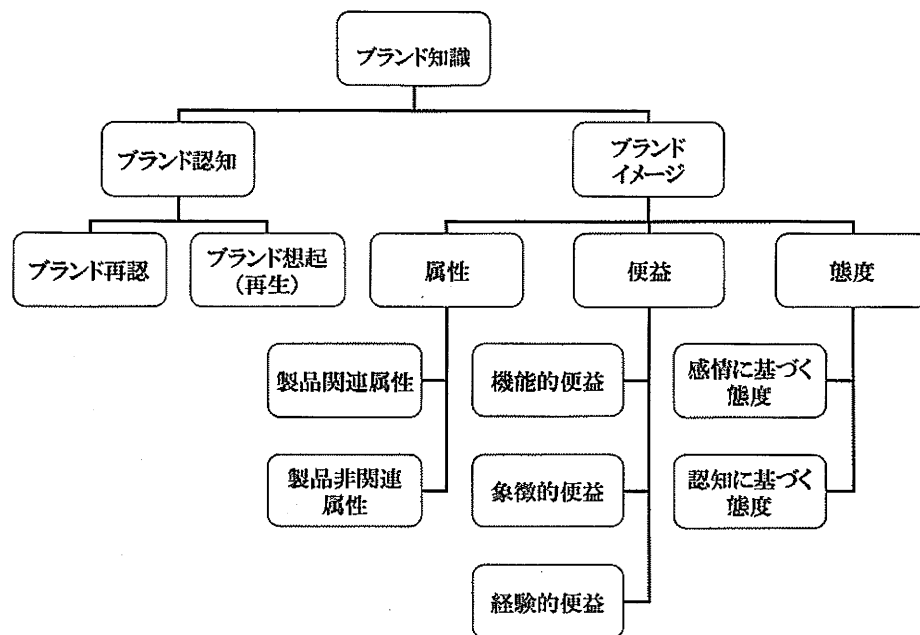 ブランド知識
ブランド認知
ブランド
イメージ
ブランド再認
ブランド想起
(再生)
属性
便益
態度
製品関連属性
機能的便益
感情に基づく
態度
製品非関連
属性
象徴的便益
認知に基づく
態度
経験的便益